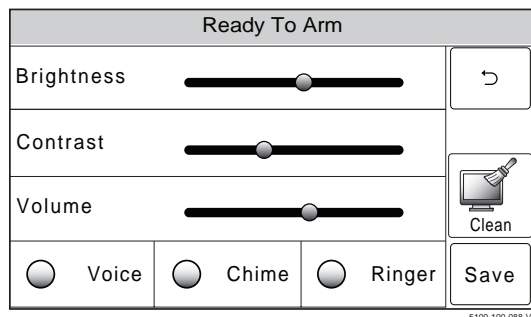 Ready To Arm
Brightness
Contrast
Volume
Clean
Voice
Chime
Ringer
Save